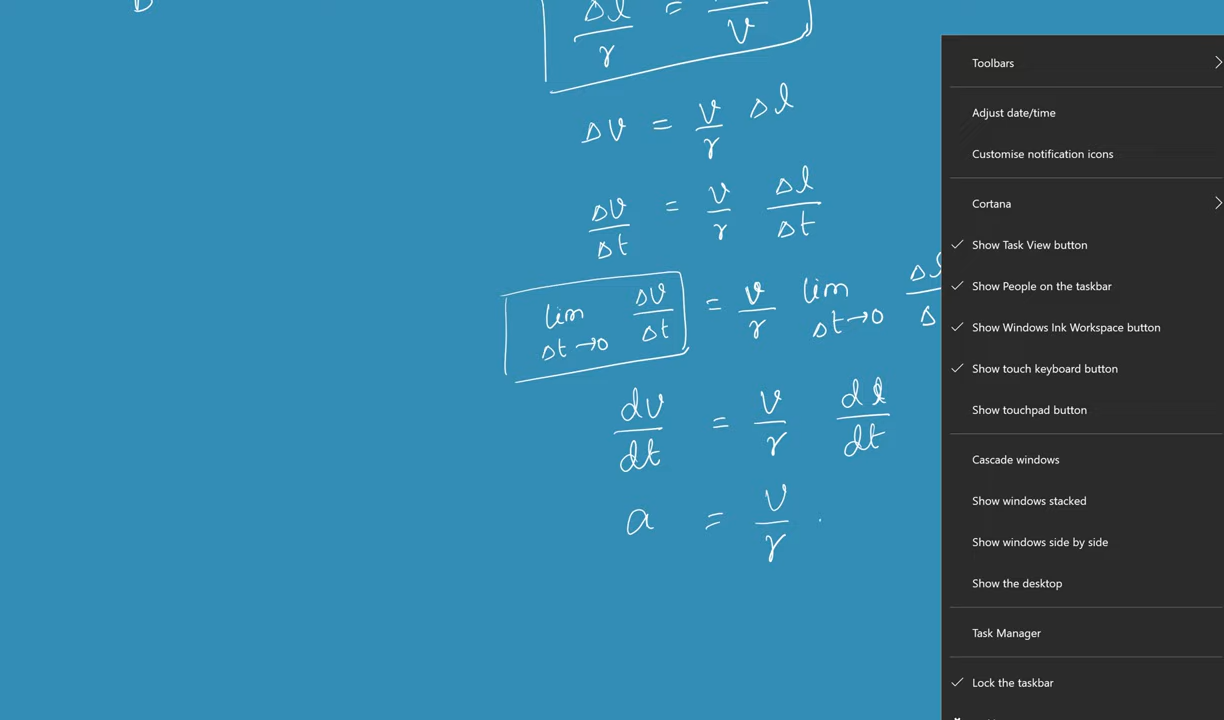 Δl/r = /v
Δv = v/r Δl
Δv/Δt = v/r Δl/Δt
lim Δt→0 Δv/Δt = v/r lim Δt→0 Δl/Δ
dv/dt = v/r dl/dt
a = v/r .
Toolbars
Adjust date/time
Customise notification icons
Cortana
Show Task View button
Show People on the taskbar
Show Windows Ink Workspace button
Show touch keyboard button
Show touchpad button
Cascade windows
Show windows stacked
Show windows side by side
Show the desktop
Task Manager
Lock the taskbar